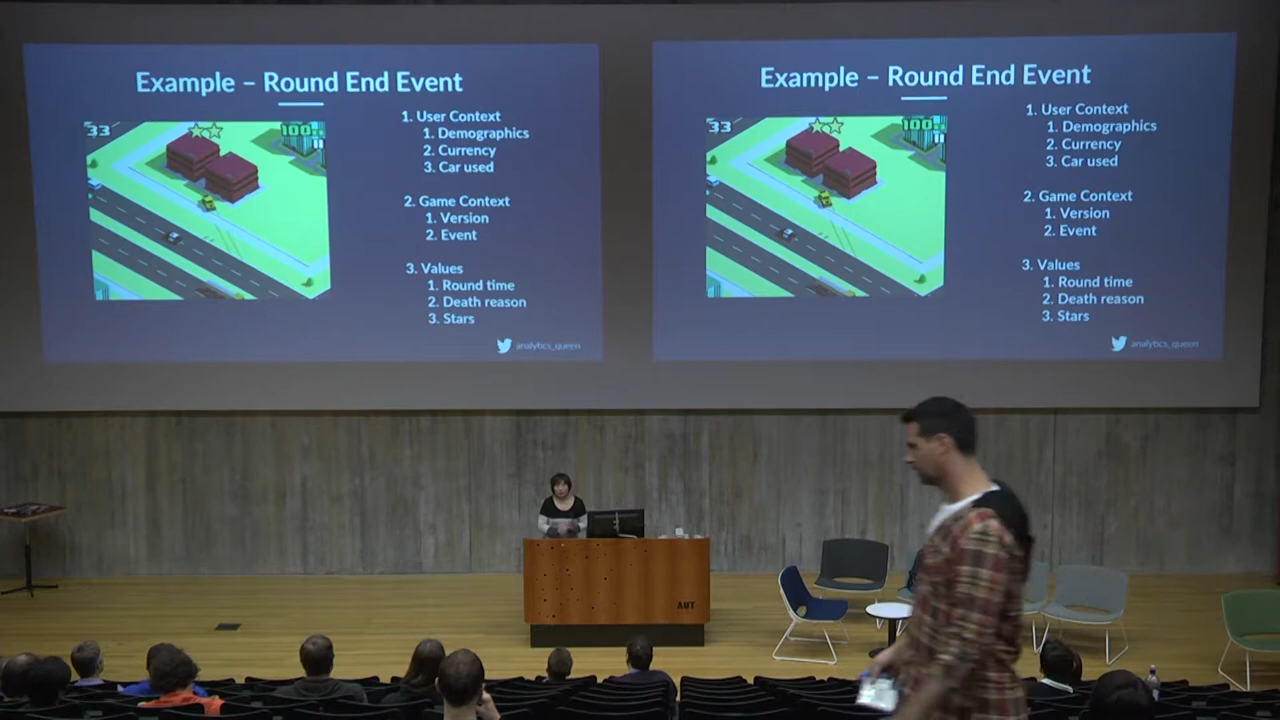 Example – Round End Event
33
100
1. User Context
1. Demographics
2. Currency
3. Car used
2. Game Context
1. Version
2. Event
3. Values
1. Round time
2. Death reason
3. Stars
analytics_queen
Example – Round End Event
33
100
1. User Context
1. Demographics
2. Currency
3. Car used
2. Game Context
1. Version
2. Event
3. Values
1. Round time
2. Death reason
3. Stars
analytics_queen
AUT